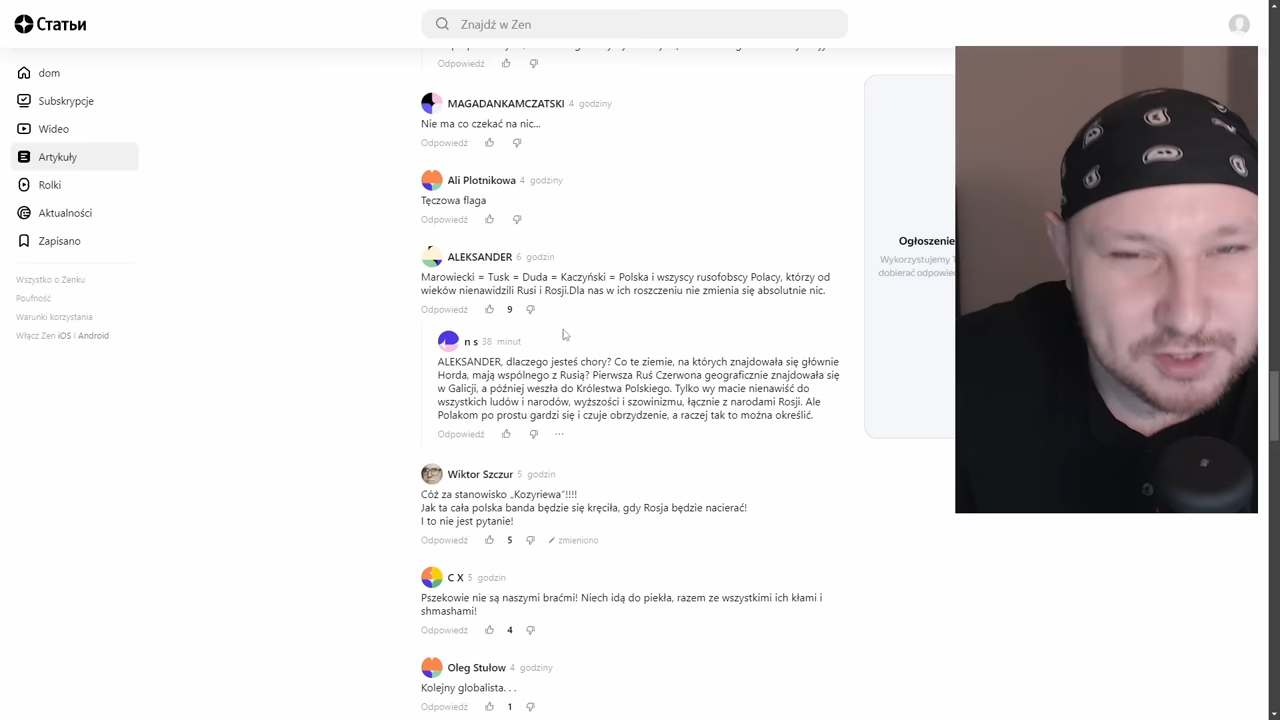 Статьи
Znajdź w Zen
dom
Subskrypcje
Wideo
Artykuły
Rolki
Aktualności
Zapisano
Wszystko o Zenku
Poufność
Warunki korzystania
Włącz Zen iOS i Android
Odpowiedź
MAGADANKAMCZATSKI 4 godziny
Nie ma co czekać na nic...
Odpowiedź
Ali Plotnikowa 4 godziny
Tęczowa flaga
Odpowiedź
ALEKSANDER 6 godzin
Marowiecki = Tusk = Duda = Kaczyński = Polska i wszyscy rusofobscy Polacy, którzy od
wieków nienawidzili Rusi i Rosji.Dla nas w ich roszczeniu nie zmienia się absolutnie nic.
Odpowiedź 9
n s 38 minut
ALEKSANDER, dlaczego jesteś chory? Co te ziemie, na których znajdowała się głównie
Horda, mają wspólnego z Rusią? Pierwsza Ruś Czerwona geograficznie znajdowała się
w Galicji, a później weszła do Królestwa Polskiego. Tylko wy macie nienawiść do
wszystkich ludów i narodów, wyższości i szowinizmu, łącznie z narodami Rosji. Ale
Polakom po prostu gardzi się i czuje obrzydzenie, a raczej tak to można określić.
Odpowiedź ...
Wiktor Szczur 5 godzin
Cóż za stanowisko „Kozyriewa”!!!!
Jak ta cała polska banda będzie się kręciła, gdy Rosja będzie nacierać!
I to nie jest pytanie!
Odpowiedź 5 zmieniono
C X 5 godzin
Pszekowie nie są naszymi braćmi! Niech idą do piekła, razem ze wszystkimi ich kłami i
shmashami!
Odpowiedź 4
Oleg Stułow 4 godziny
Kolejny globalista. . .
Odpowiedź 1
Ogłoszenie
Wykorzystujemy
dobierać